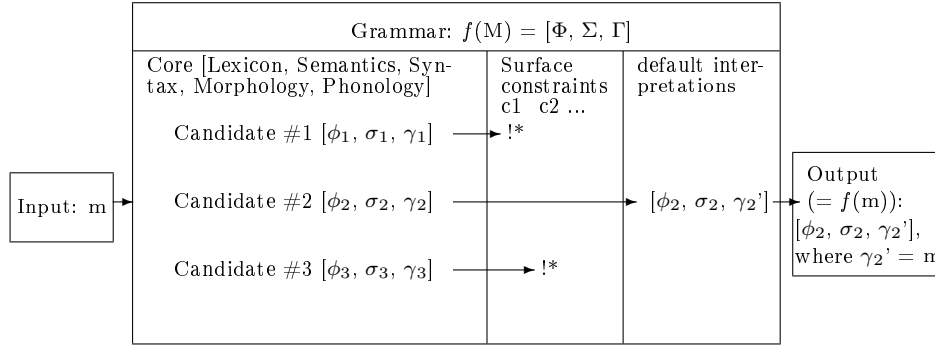 Grammar: f(M) = [Φ, Σ, Γ]
Core [Lexicon, Semantics, Syn-
tax, Morphology, Phonology]
Surface
constraints
c1 c2 ...
default inter-
pretations
Candidate #1 [ϕ1, σ1, γ1]
!*
Input: m
Candidate #2 [ϕ2, σ2, γ2]
[ϕ2, σ2, γ2']
Candidate #3 [ϕ3, σ3, γ3]
!*
Output
(= f(m)):
[ϕ2, σ2, γ2'],
where γ2' = m